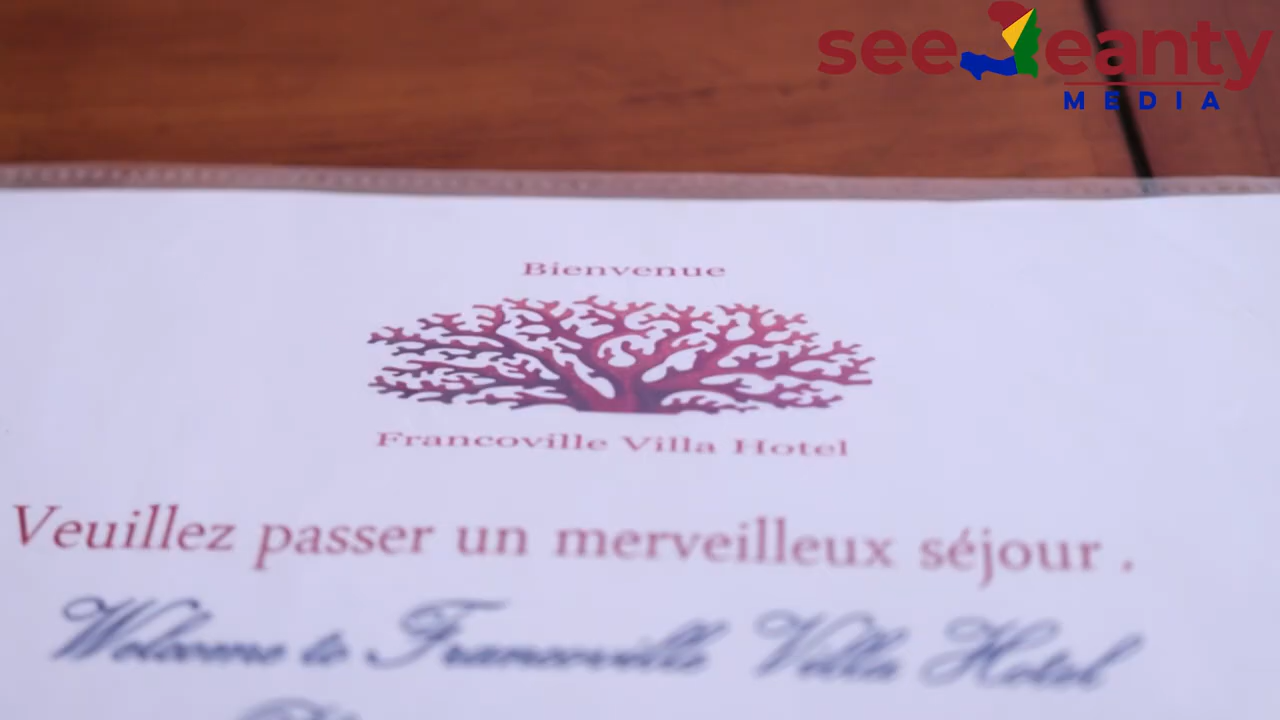 seeJeanty
MEDIA
Bienvenue
Francoville Villa Hotel
Veuillez passer un merveilleux séjour .
Welcome to Francoville Villa Hotel